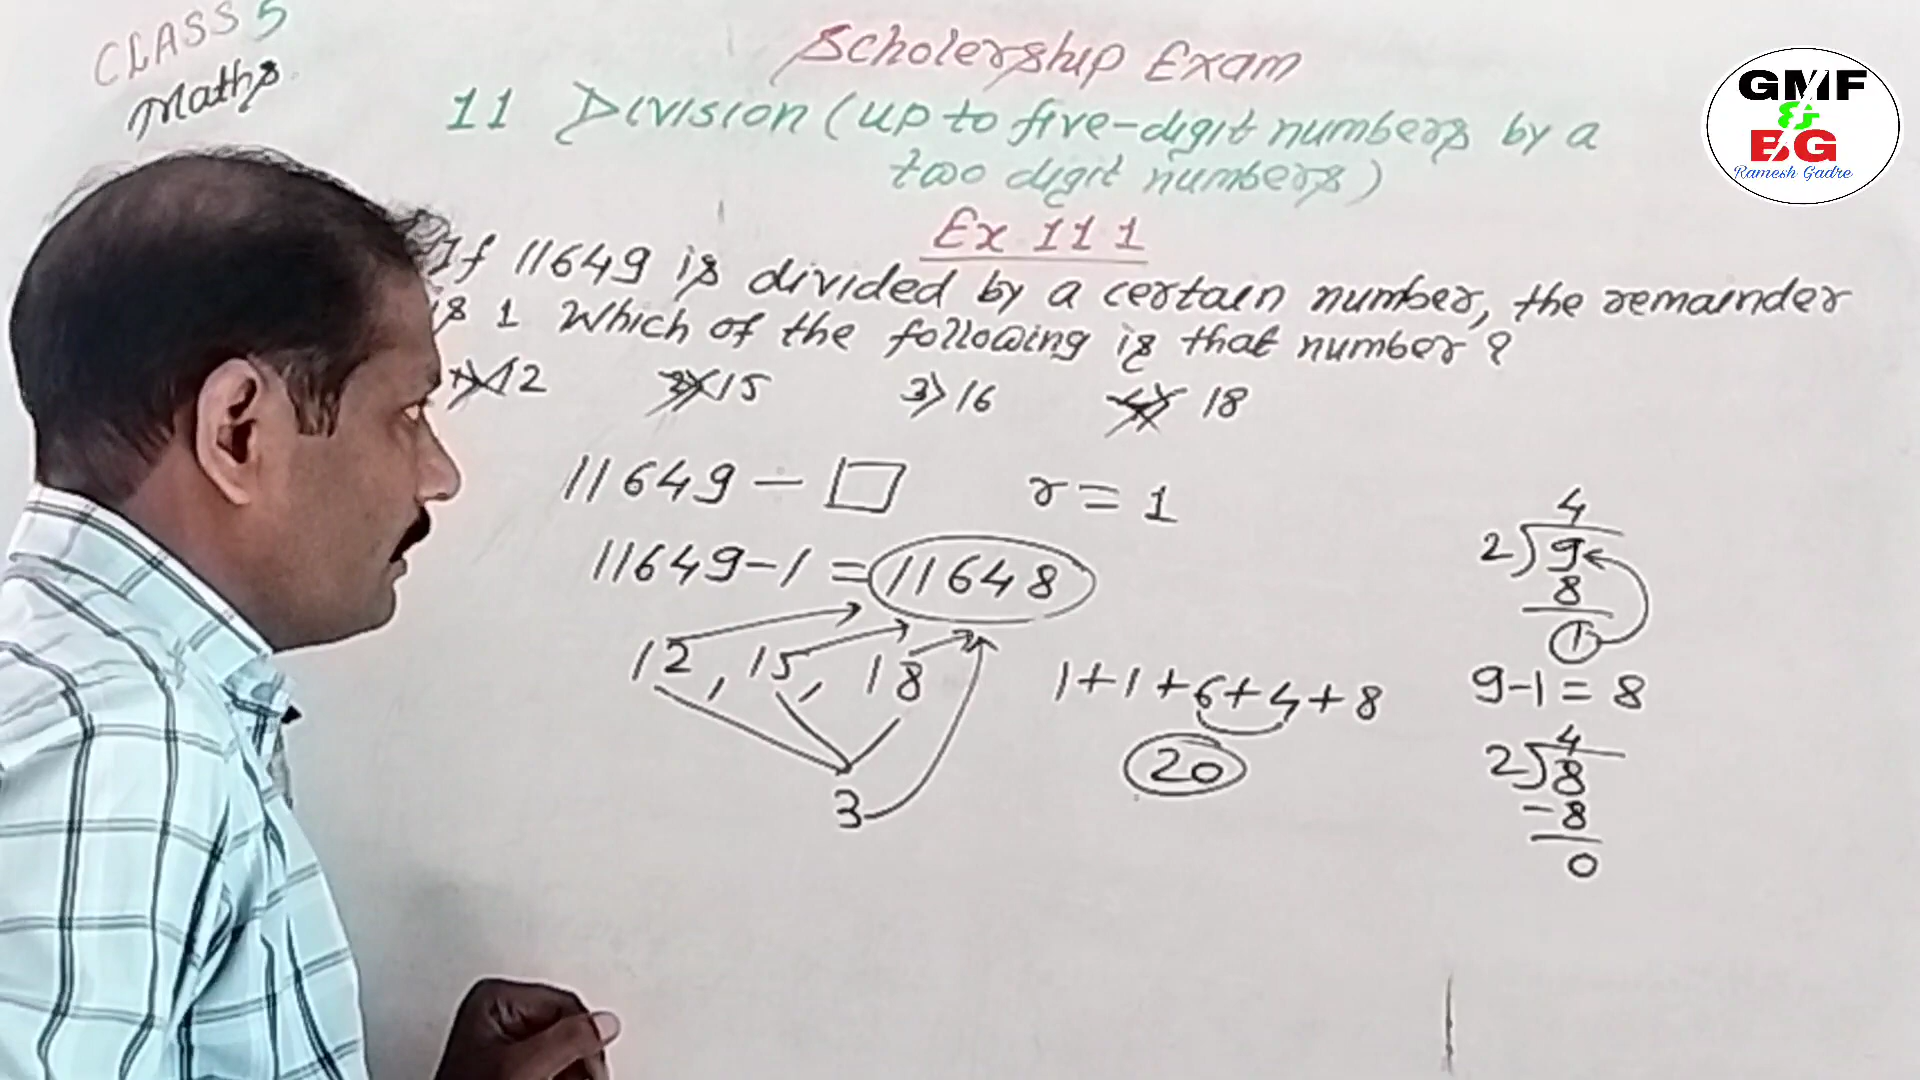 CLASS 5
Maths
Scholership Exam
11 Division (up to five-digit numbers by a
two digit numbers)
Ex 11 1
If 11649 is divided by a certain number, the remainder
is 1 Which of the following is that number?
1) 12 2) 15 3) 16 4) 18
11649 - □ r = 1
11649-1 = 11648
12, 15, 18
3
1+1+6+4+8
20
4
2)9
8
1
9-1 = 8
4
2)8
-8
0
GMF
&
BG
Ramesh Gadre